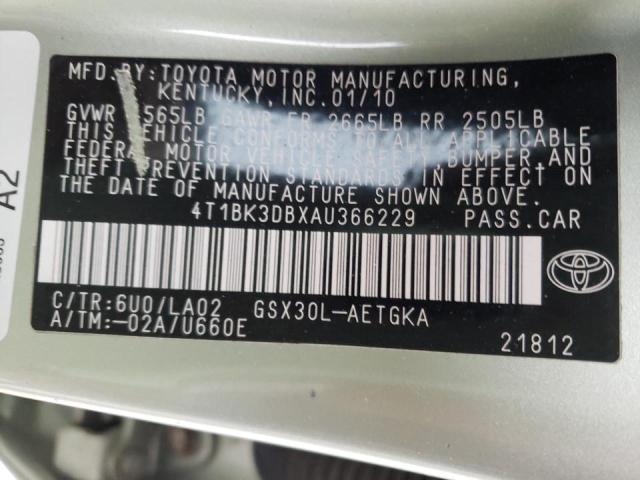 MFD.BY:TOYOTA MOTOR MANUFACTURING,
KENTUCKY, INC. 01/10
GVWR 565LB GAWR FR 2665LB RR 2505LB
THIS VEHICLE CONFORMS TO ALL APPLICABLE
FEDERAL MOTOR VEHICLE SAFETY, BUMPER, AND
THEFT PREVENTION STANDARDS IN EFFECT ON
THE DATE OF MANUFACTURE SHOWN ABOVE.
4T1BK3DBXAU366229 PASS.CAR
C/TR:6U0/LA02 GSX30L-AETGKA
A/TM:-02A/U660E
21812
A2